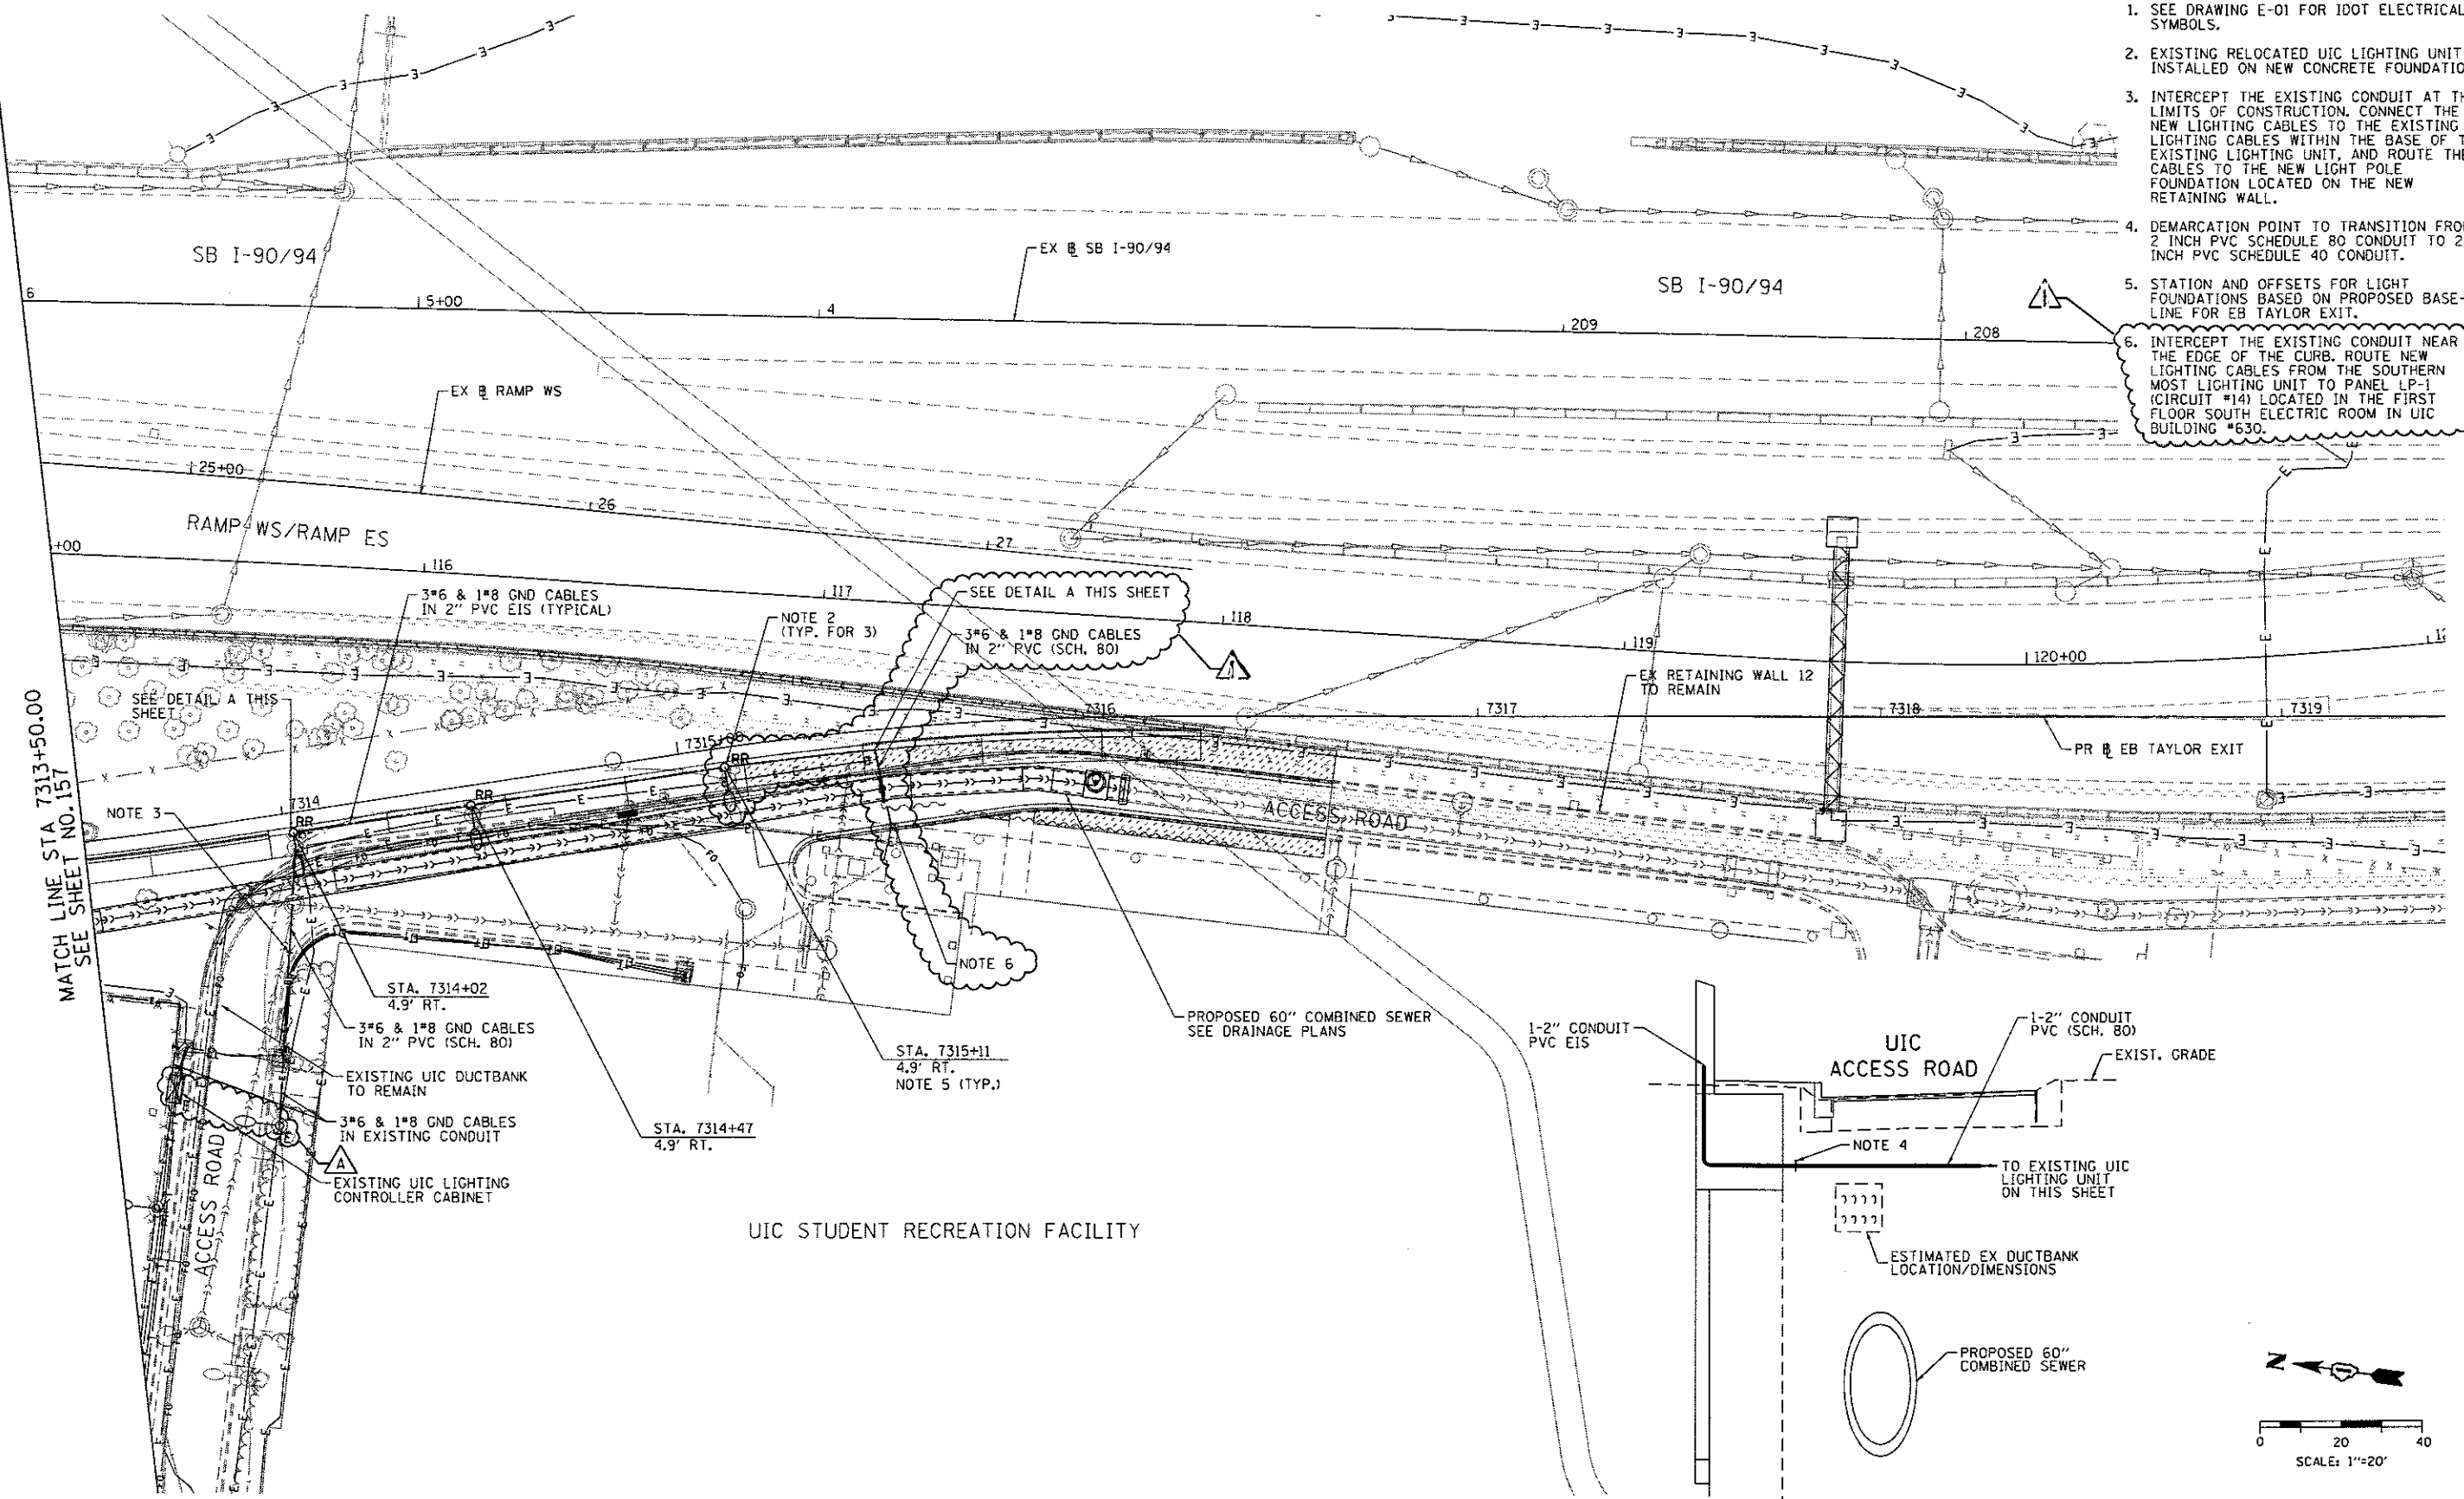 1. SEE DRAWING E-01 FOR IDOT ELECTRICAL
SYMBOLS.
2. EXISTING RELOCATED UIC LIGHTING UNIT
INSTALLED ON NEW CONCRETE
3. INTERCEPT THE EXISTING CONDUIT AT
LIMITS OF CONSTRUCTION. CONNECT THE
NEW LIGHTING CABLES TO THE EXISTING
LIGHTING CABLES WITHIN THE BASE OF
EXISTING LIGHTING UNIT, AND ROUTE
CABLES TO THE NEW LIGHT POLE
FOUNDATION LOCATED ON THE NEW
RETAINING WALL.
4. DEMARCATION POINT TO TRANSITION
2 INCH PVC SCHEDULE 80 CONDUIT TO 2
INCH PVC SCHEDULE 40 CONDUIT.
5. STATION AND OFFSETS FOR LIGHT
FOUNDATIONS BASED ON PROPOSED BASE-
LINE FOR EB TAYLOR EXIT.
6. INTERCEPT THE EXISTING CONDUIT NEAR
THE EDGE OF THE CURB. ROUTE NEW
LIGHTING CABLES FROM THE SOUTHERN
MOST LIGHTING UNIT TO PANEL LP-1
(CIRCUIT #14) LOCATED IN THE FIRST
FLOOR SOUTH ELECTRIC ROOM IN UIC
BUILDING #630.
SB I-90/94
EX ℄ SB I-90/94
SB I-90/94
6
5+00
4
209
208
EX ℄ RAMP WS
25+00
26
27
RAMP WS/RAMP ES
+00
116
117
118
119
120+00
3#6 & 1#8 GND CABLES
IN 2" PVC EIS (TYPICAL)
NOTE 2
(TYP. FOR 3)
SEE DETAIL A THIS SHEET
3#6 & 1#8 GND CABLES
IN 2" PVC (SCH. 80)
1
EX RETAINING WALL 12
TO REMAIN
SEE DETAIL A THIS
SHEET
MATCH LINE STA 7313+50.00
SEE SHEET NO. 157
NOTE 3
7314
7315+00
7316
7317
7318
7319
RR
RR
RR
PR ℄ EB TAYLOR EXIT
ACCESS ROAD
NOTE 6
STA. 7314+02
4.9' RT.
3#6 & 1#8 GND CABLES
IN 2" PVC (SCH. 80)
EXISTING UIC DUCTBANK
TO REMAIN
3#6 & 1#8 GND CABLES
IN EXISTING CONDUIT
A
EXISTING UIC LIGHTING
CONTROLLER CABINET
ACCESS ROAD
STA. 7314+47
4.9' RT.
STA. 7315+11
4.9' RT.
NOTE 5 (TYP.)
PROPOSED 60" COMBINED SEWER
SEE DRAINAGE PLANS
UIC STUDENT RECREATION FACILITY
1-2" CONDUIT
PVC EIS
UIC
ACCESS ROAD
1-2" CONDUIT
PVC (SCH. 80)
EXIST. GRADE
NOTE 4
TO EXISTING UIC
LIGHTING UNIT
ON THIS SHEET
ESTIMATED EX DUCTBANK
LOCATION/DIMENSIONS
PROPOSED 60"
COMBINED SEWER
Z
0 20 40
SCALE: 1"=20'